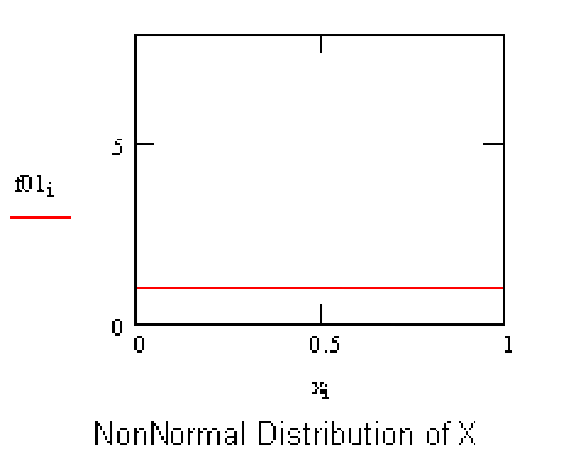 5
f01i
0
0 0.5 1
xi
NonNormal Distribution of X